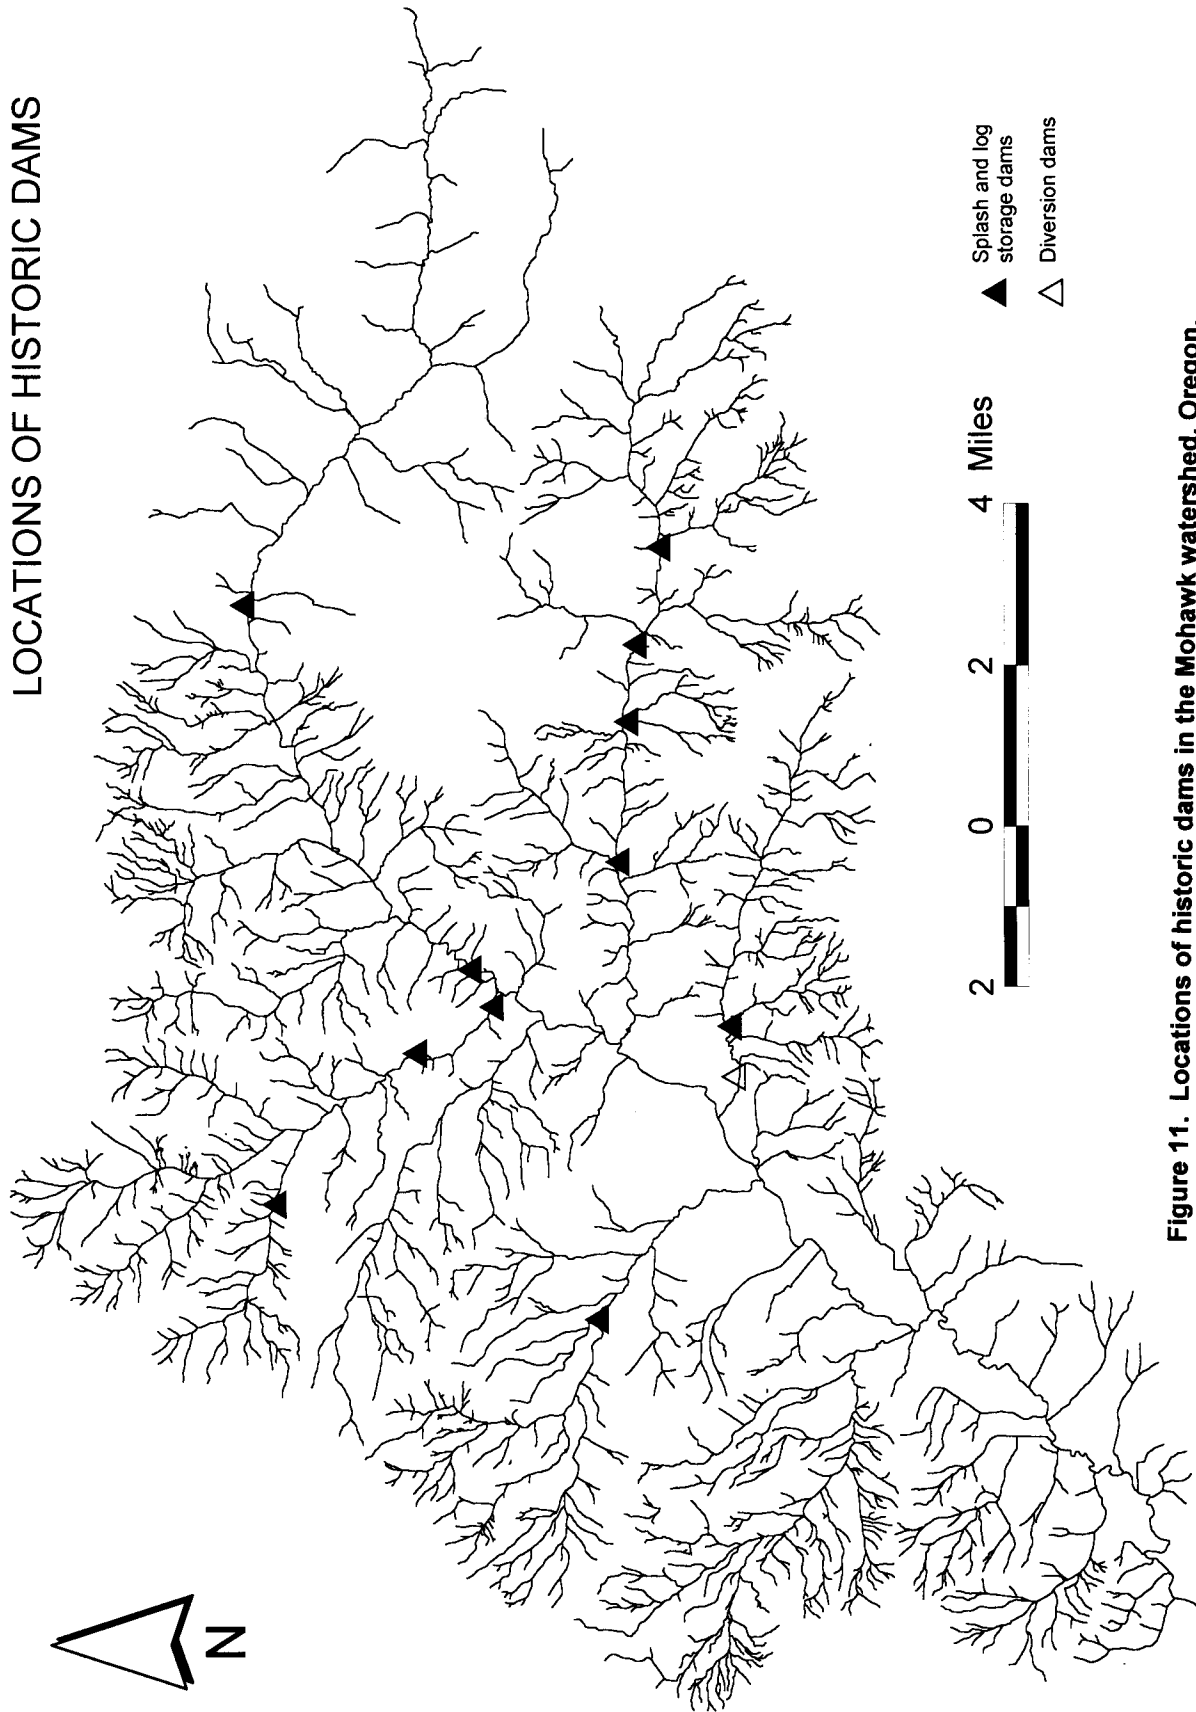 LOCATIONS OF HISTORIC DAMS
N
Splash and log
storage dams
Diversion dams
2 0 2 4 Miles
Figure 11. Locations of historic dams in the Mohawk watershed, Oregon.